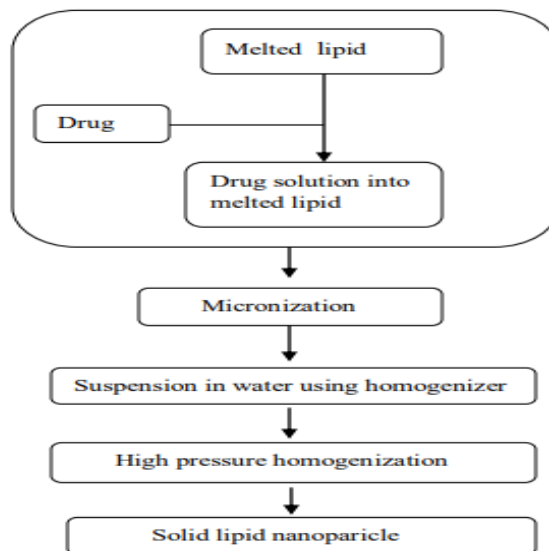 Melted lipid
Drug
Drug solution into
melted lipid
Micronization
Suspension in water using homogenizer
High pressure homogenization
Solid lipid nanoparicle